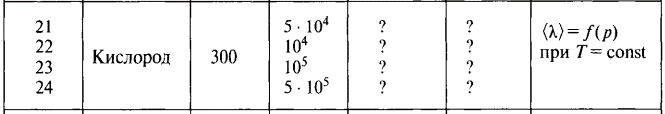 21 5 · 10⁴ ? ? ⟨λ⟩ = f(p)
22 10⁴ ? ? при T = const
23 Кислород 300 10⁵ ? ?
24 5 · 10⁵ ? ?